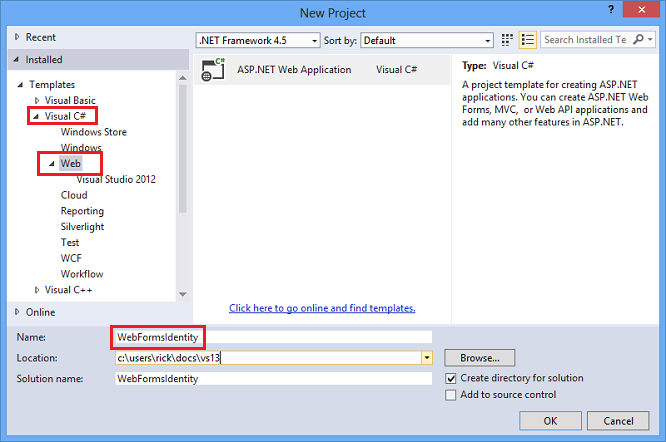 New Project
?
Recent
Installed
Templates
Visual Basic
Visual C#
Windows Store
Windows
Web
Visual Studio 2012
Cloud
Reporting
Silverlight
Test
WCF
Workflow
Visual C++
Online
.NET Framework 4.5 Sort by: Default
Search Installed Te
C#
ASP.NET Web Application Visual C#
Click here to go online and find templates.
Type: Visual C#
A project template for creating ASP.NET
applications. You can create ASP.NET Web
Forms, MVC, or Web API applications and
add many other features in ASP.NET.
Name: WebFormsIdentity
Location: c:\users\rick\docs\vs13 Browse...
Solution name: WebFormsIdentity
Create directory for solution
Add to source control
OK Cancel